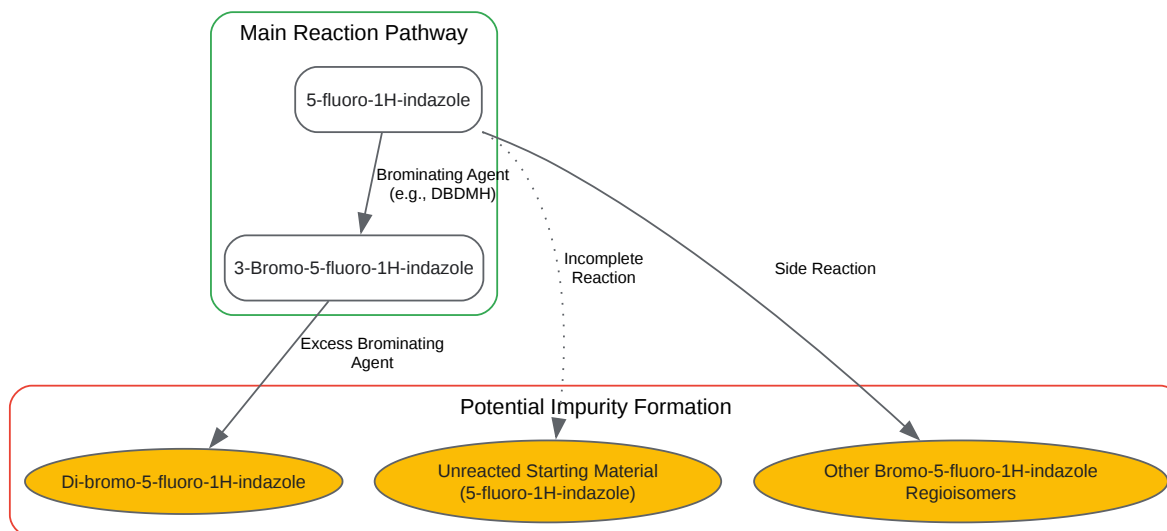 Main Reaction Pathway
5-fluoro-1H-indazole
Brominating Agent
(e.g., DBDMH)
3-Bromo-5-fluoro-1H-indazole
Incomplete
Reaction
Side Reaction
Excess Brominating
Agent
Potential Impurity Formation
Di-bromo-5-fluoro-1H-indazole
Unreacted Starting Material
(5-fluoro-1H-indazole)
Other Bromo-5-fluoro-1H-indazole
Regioisomers